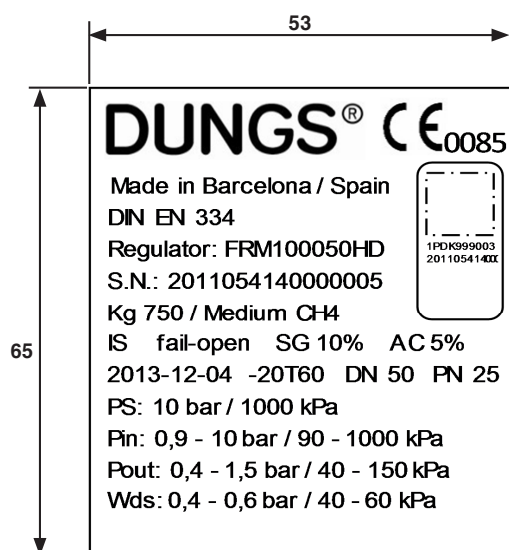 53
65
DUNGS® CE0085
Made in Barcelona / Spain
DIN EN 334
Regulator: FRM100050HD
1PDK999003
2011054140000
S.N.: 2011054140000005
Kg 750 / Medium CH4
IS fail-open SG 10% AC 5%
2013-12-04 -20T60 DN 50 PN 25
PS: 10 bar / 1000 kPa
Pin: 0,9 - 10 bar / 90 - 1000 kPa
Pout: 0,4 - 1,5 bar / 40 - 150 kPa
Wds: 0,4 - 0,6 bar / 40 - 60 kPa